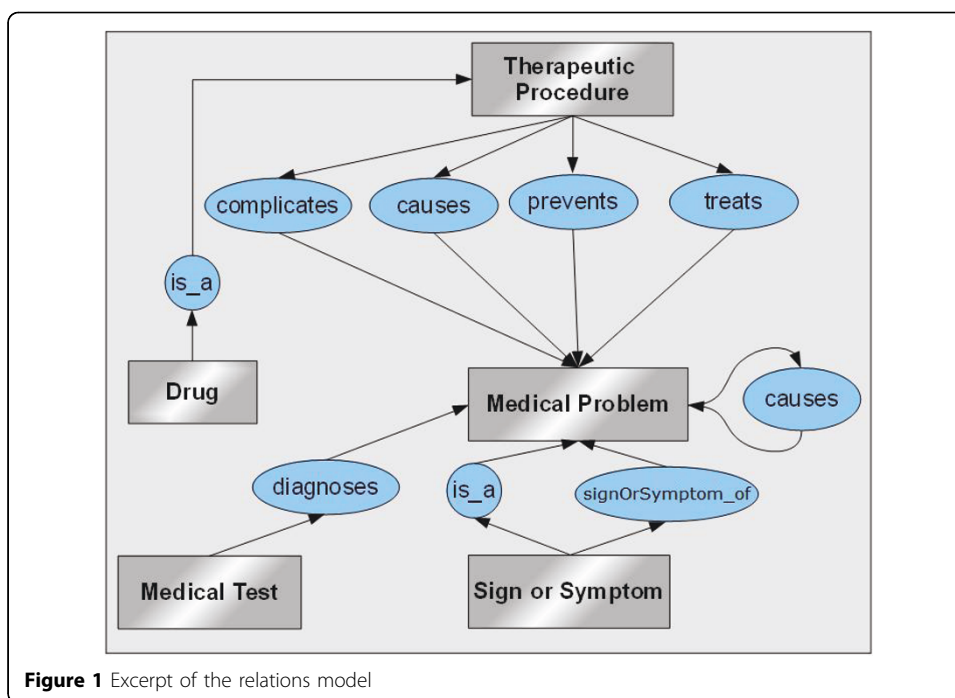 Therapeutic
Procedure
complicates
causes
prevents
treats
is_a
Drug
Medical Problem
causes
diagnoses
is_a
signOrSymptom_of
Medical Test
Sign or Symptom
Figure 1 Excerpt of the relations model